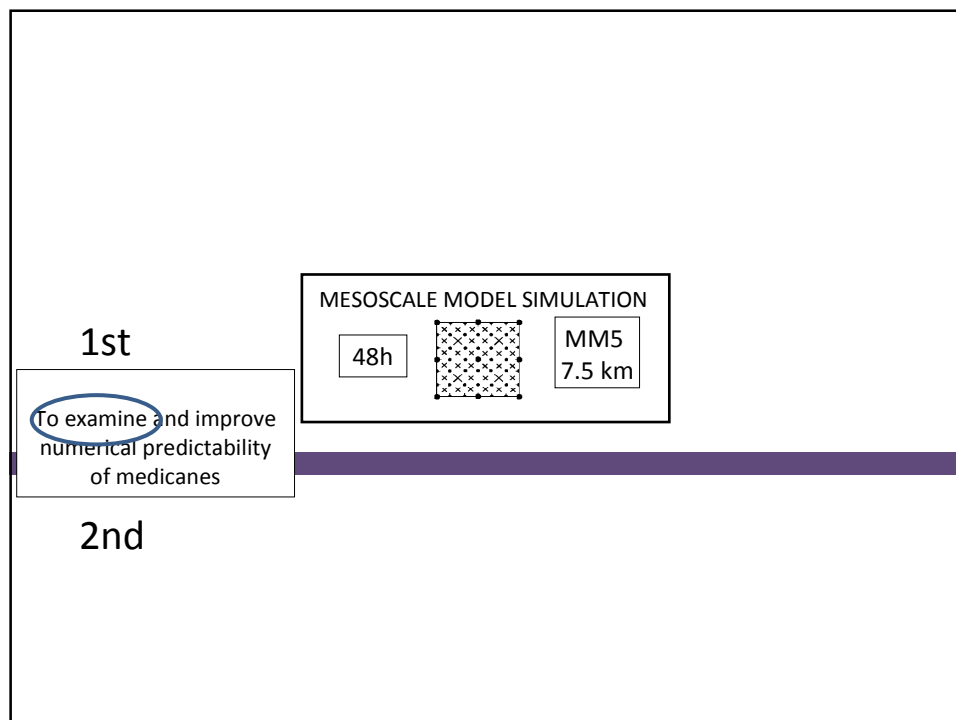 MESOSCALE MODEL SIMULATION
48h
MM5
7.5 km
1st
To examine and improve
numerical predictability
of medicanes
2nd